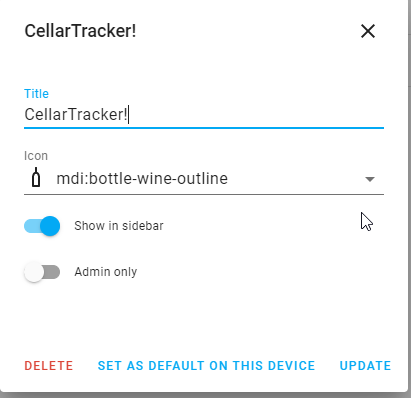 CellarTracker!
Title
CellarTracker!
Icon
mdi:bottle-wine-outline
Show in sidebar
Admin only
DELETE SET AS DEFAULT ON THIS DEVICE UPDATE